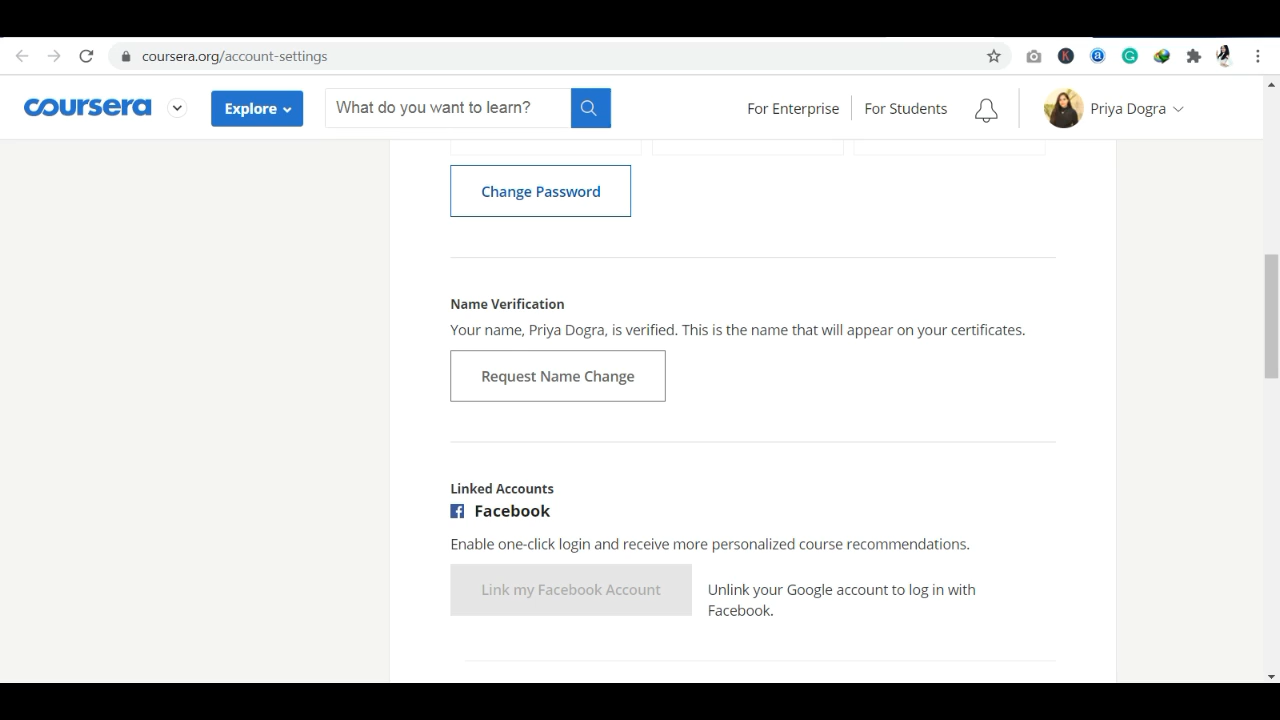 coursera.org/account-settings
coursera
Explore
What do you want to learn?
For Enterprise
For Students
Priya Dogra
Change Password
Name Verification
Your name, Priya Dogra, is verified. This is the name that will appear on your certificates.
Request Name Change
Linked Accounts
Facebook
Enable one-click login and receive more personalized course recommendations.
Link my Facebook Account
Unlink your Google account to log in with
Facebook.